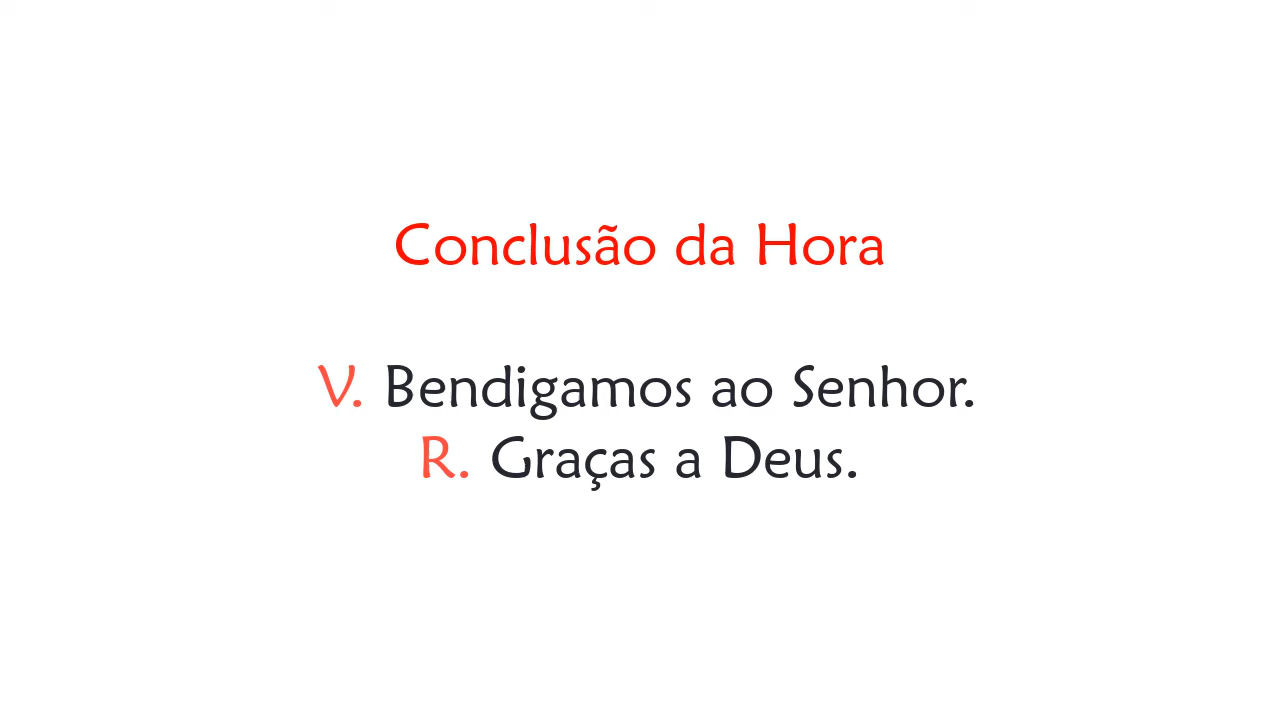 Conclusão da Hora
V. Bendigamos ao Senhor.
R. Graças a Deus.